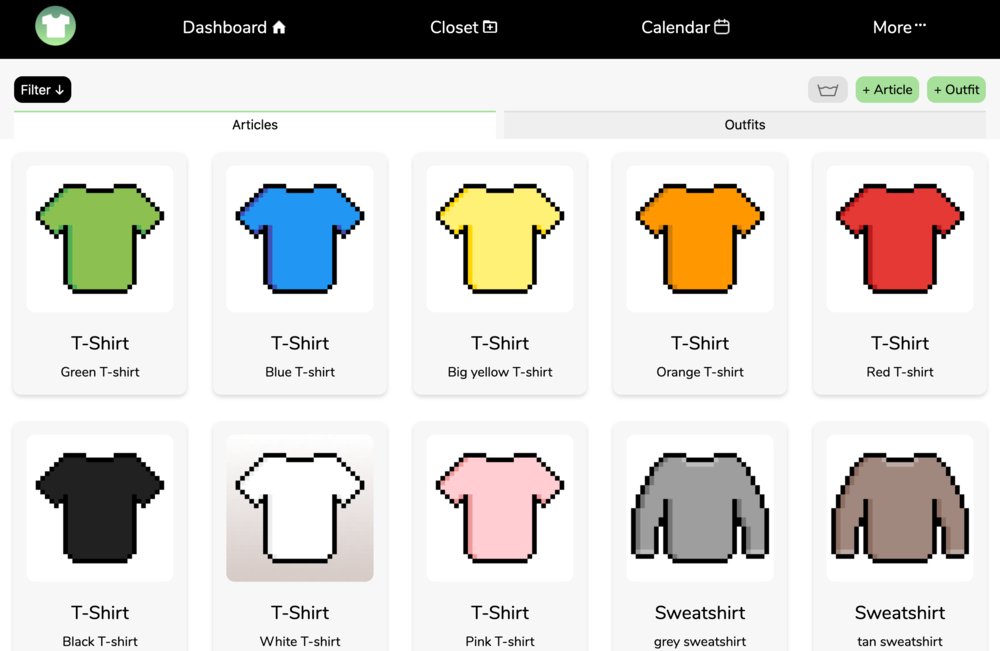 Dashboard
Closet
Calendar
More
Filter ↓
+ Article
+ Outfit
Articles
Outfits
T-Shirt
Green T-shirt
T-Shirt
Blue T-shirt
T-Shirt
Big yellow T-shirt
T-Shirt
Orange T-shirt
T-Shirt
Red T-shirt
T-Shirt
Black T-shirt
T-Shirt
White T-shirt
T-Shirt
Pink T-shirt
Sweatshirt
grey sweatshirt
Sweatshirt
tan sweatshirt